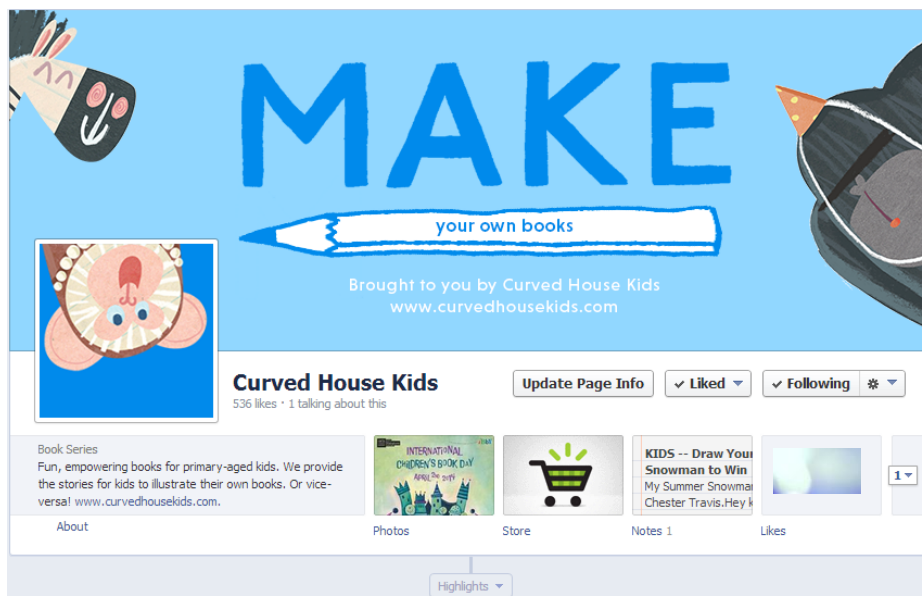 MAKE
your own books
Brought to you by Curved House Kids
www.curvedhousekids.com
Curved House Kids
536 likes · 1 talking about this
Update Page Info
✓ Liked
✓ Following
Book Series
Fun, empowering books for primary-aged kids. We provide
the stories for kids to illustrate their own books. Or vice-
versa! www.curvedhousekids.com.
About
INTERNATIONAL
CHILDREN'S BOOK DAY
APRIL 2ND 2014
Photos
Store
KIDS -- Draw Your
Snowman to Win
My Summer Snowman
Chester Travis.Hey k
Notes 1
Likes
1
Highlights